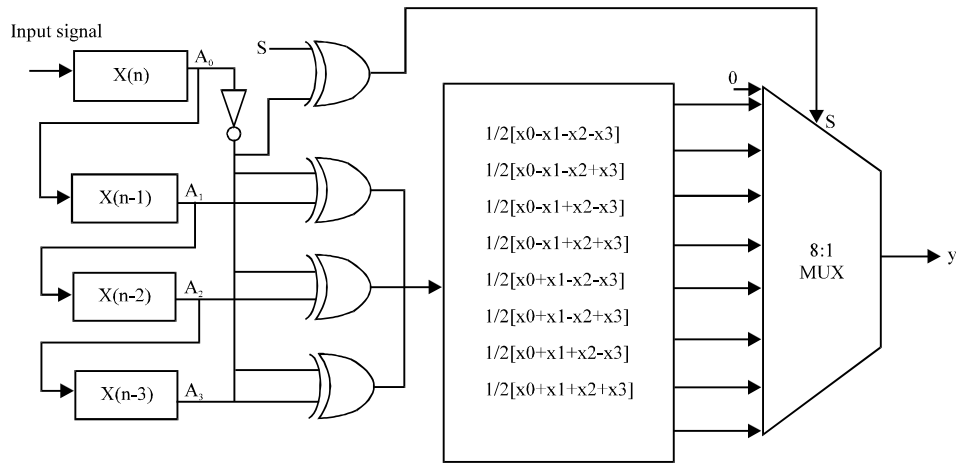 Input signal
X(n)
A0
S
X(n-1)
A1
X(n-2)
A2
X(n-3)
A3
1/2[x0-x1-x2-x3]
1/2[x0-x1-x2+x3]
1/2[x0-x1+x2-x3]
1/2[x0-x1+x2+x3]
1/2[x0+x1-x2-x3]
1/2[x0+x1-x2+x3]
1/2[x0+x1+x2-x3]
1/2[x0+x1+x2+x3]
0
S
8:1
MUX
y